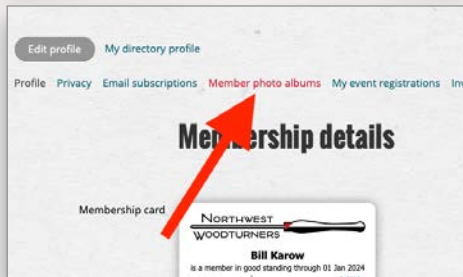 Edit profile My directory profile
Profile Privacy Email subscriptions Member photo albums My event registrations
Membership details
Membership card
NORTHWEST
WOODTURNERS
Bill Karow
is a member in good standing through 01 Jan 2024